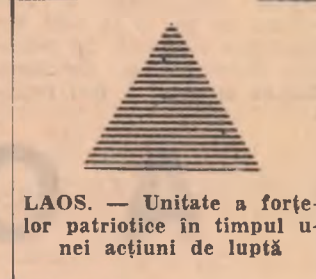 LAOS. — Unitate a forțe-
lor patriotice în timpul u-
nei acțiuni de luptă